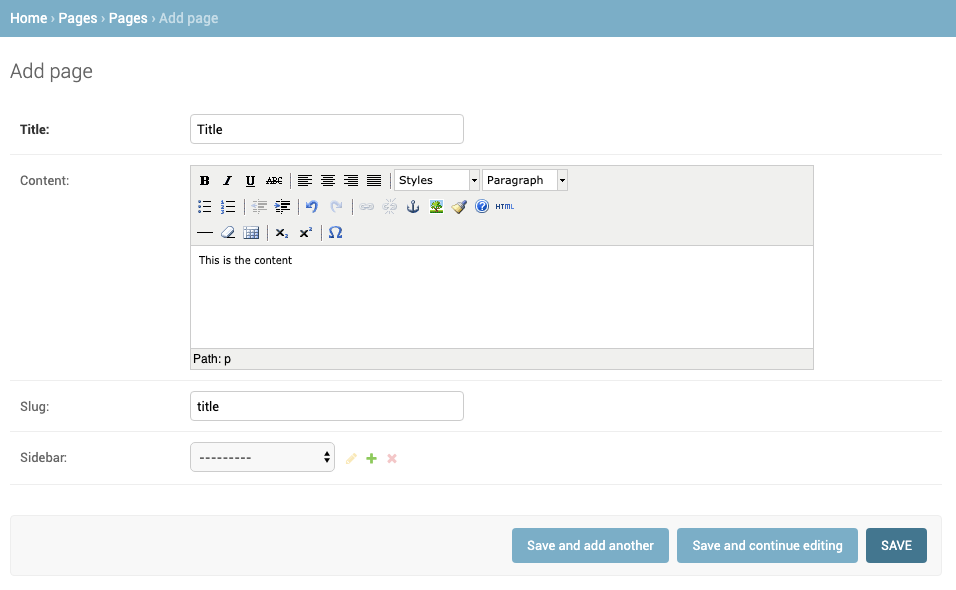 Home › Pages › Pages › Add page
Add page
Title:
Title
Content:
B I U ABC Styles Paragraph
HTML
x₂ x² Ω
This is the content
Path: p
Slug:
title
Sidebar:
---------
Save and add another
Save and continue editing
SAVE